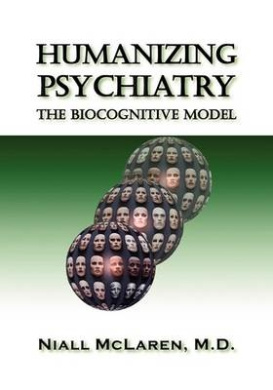 HUMANIZING
PSYCHIATRY
THE BIOCOGNITIVE MODEL
NIALL MCLAREN, M.D.